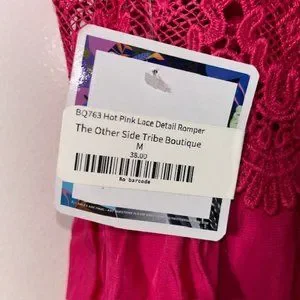 BQ763 Hot Pink Lace Detail Romper
The Other Side Tribe Boutique
M
38.00
No barcode